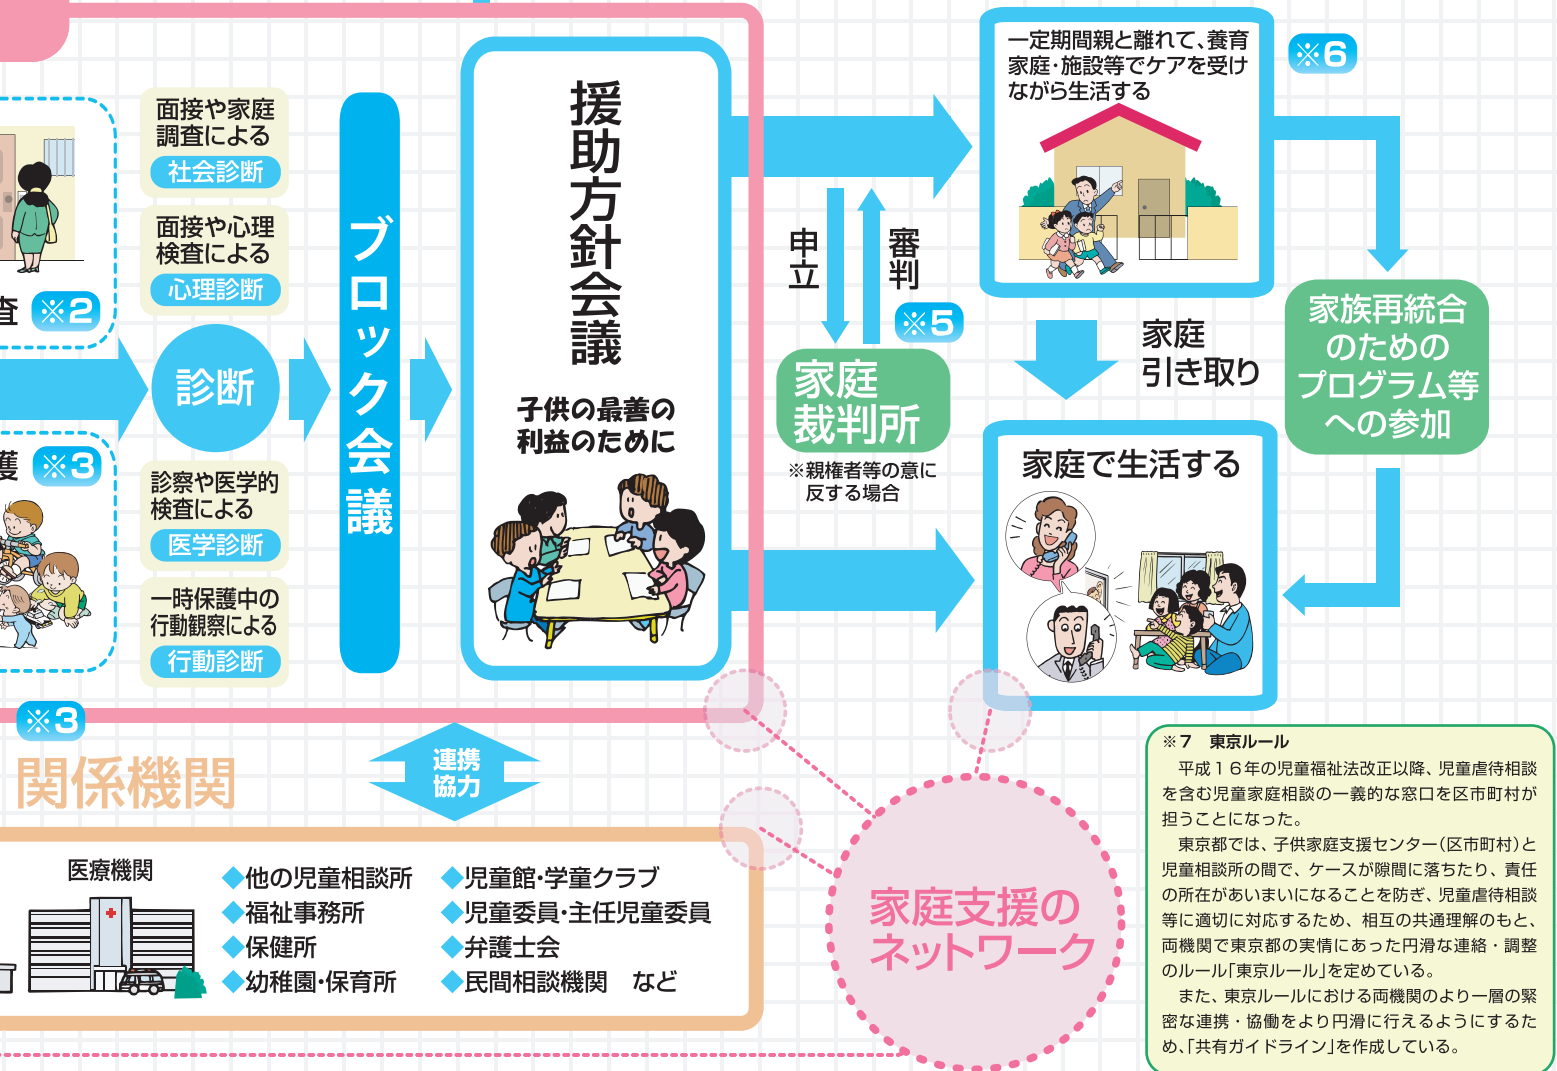 査 ※2
護 ※3
面接や家庭
調査による
社会診断
面接や心理
検査による
心理診断
診断
診察や医学的
検査による
医学診断
一時保護中の
行動観察による
行動診断
ブロック会議
援助方針会議
子供の最善の
利益のために
申立
審判
※5
家庭
裁判所
※親権者等の意に
反する場合
一定期間親と離れて、養育
家庭・施設等でケアを受け
ながら生活する
※6
家庭
引き取り
家族再統合
のための
プログラム等
への参加
家庭で生活する
※3
関係機関
連携
協力
医療機関
◆他の児童相談所
◆福祉事務所
◆保健所
◆幼稚園・保育所
◆児童館・学童クラブ
◆児童委員・主任児童委員
◆弁護士会
◆民間相談機関　など
家庭支援の
ネットワーク
※７　東京ルール
　平成１６年の児童福祉法改正以降、児童虐待相談
を含む児童家庭相談の一義的な窓口を区市町村が
担うことになった。
　東京都では、子供家庭支援センター（区市町村）と
児童相談所の間で、ケースが隙間に落ちたり、責任
の所在があいまいになることを防ぎ、児童虐待相談
等に適切に対応するため、相互の共通理解のもと、
両機関で東京都の実情にあった円滑な連絡・調整
のルール「東京ルール」を定めている。
　また、東京ルールにおける両機関のより一層の緊
密な連携・協働をより円滑に行えるようにするた
め、「共有ガイドライン」を作成している。